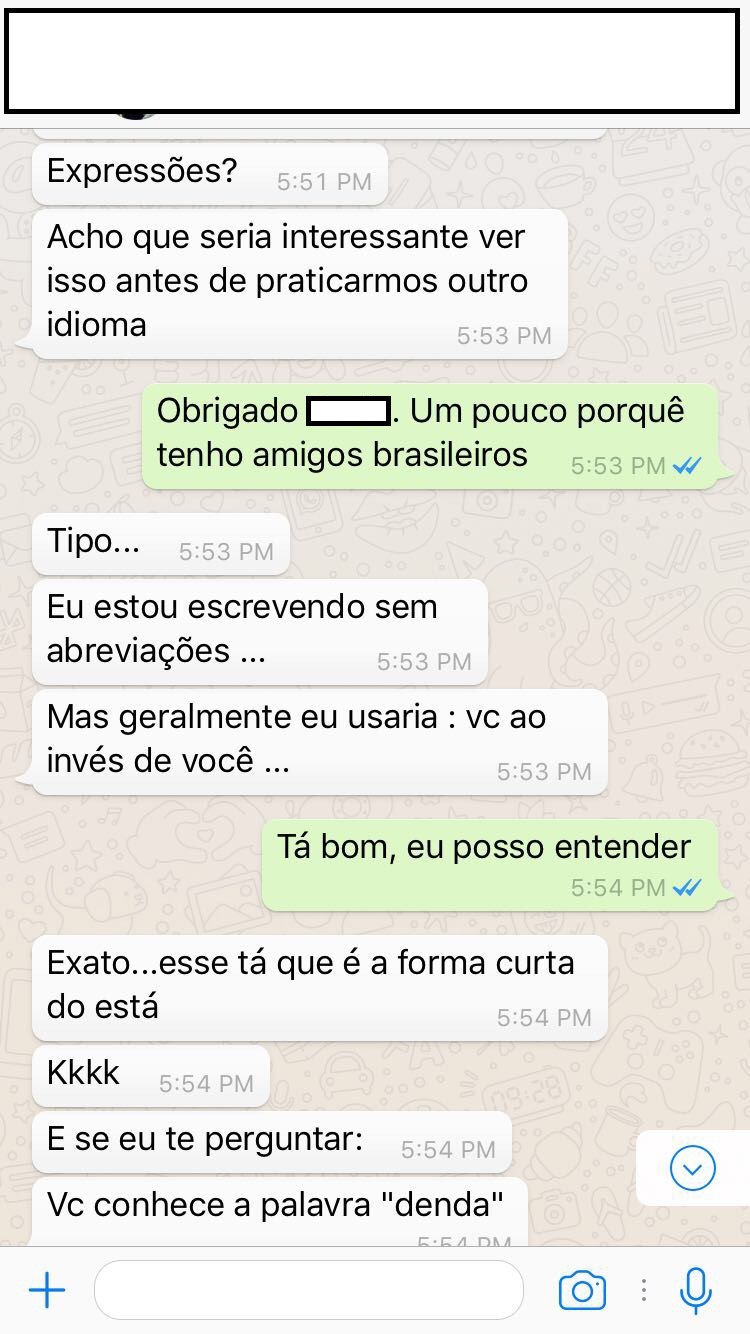 Expressões?
5:51 PM
Acho que seria interessante ver
isso antes de praticarmos outro
idioma
5:53 PM
Obrigado . Um pouco porquê
tenho amigos brasileiros
5:53 PM
Tipo...
5:53 PM
Eu estou escrevendo sem
abreviações ...
5:53 PM
Mas geralmente eu usaria : vc ao
invés de você ...
5:53 PM
Tá bom, eu posso entender
5:54 PM
Exato...esse tá que é a forma curta
do está
5:54 PM
Kkkk
5:54 PM
E se eu te perguntar:
5:54 PM
Vc conhece a palavra "denda"
5:54 PM